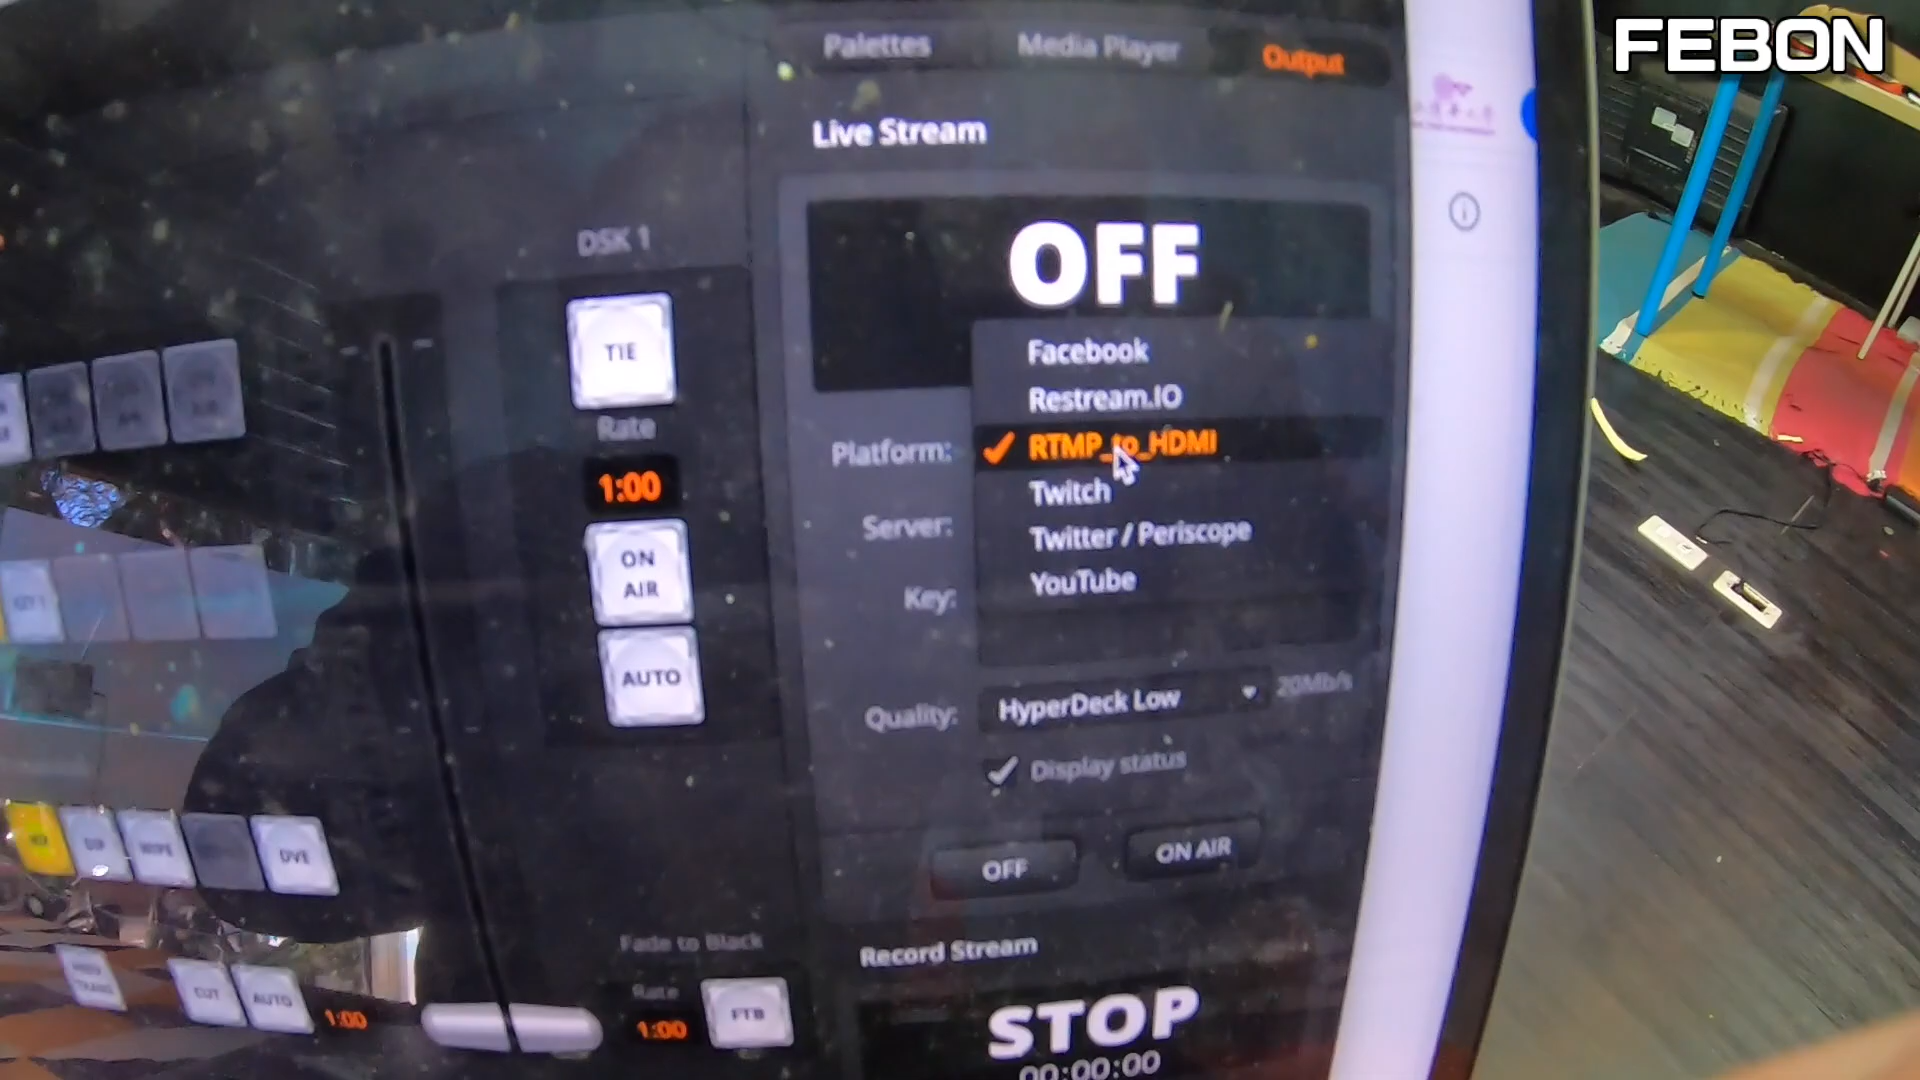 FEBON
Palettes
Media Player
Output
Live Stream
OFF
DSK 1
TIE
Rate
1:00
ON
AIR
AUTO
Facebook
Restream.IO
Platform:
RTMP_to_HDMI
Twitch
Server:
Twitter / Periscope
Key:
YouTube
Quality:
HyperDeck Low
20Mb/s
Display status
OFF
ON AIR
DIP
WIPE
DVE
Fade to Black
Record Stream
CUT
AUTO
1:00
Rate
1:00
FTB
STOP
00:00:00